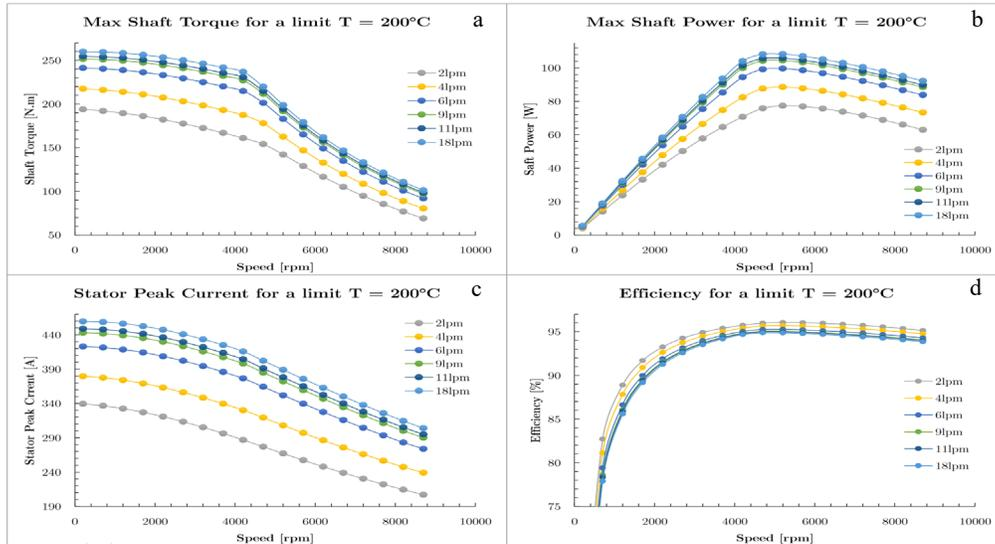 Max Shaft Torque for a limit T = 200°C
a
Shaft Torque [N.m]
250
200
150
100
50
0
2000
4000
6000
8000
10000
Speed [rpm]
2lpm
4lpm
6lpm
9lpm
11lpm
18lpm
Max Shaft Power for a limit T = 200°C
b
Saft Power [W]
100
80
60
40
20
0
0
2000
4000
6000
8000
10000
Speed [rpm]
2lpm
4lpm
6lpm
9lpm
11lpm
18lpm
Stator Peak Current for a limit T = 200°C
c
Stator Peak Current [A]
440
390
340
290
240
190
0
2000
4000
6000
8000
10000
Speed [rpm]
2lpm
4lpm
6lpm
9lpm
11lpm
18lpm
Efficiency for a limit T = 200°C
d
Efficiency [%]
95
90
85
80
75
0
2000
4000
6000
8000
10000
Speed [rpm]
2lpm
4lpm
6lpm
9lpm
11lpm
18lpm